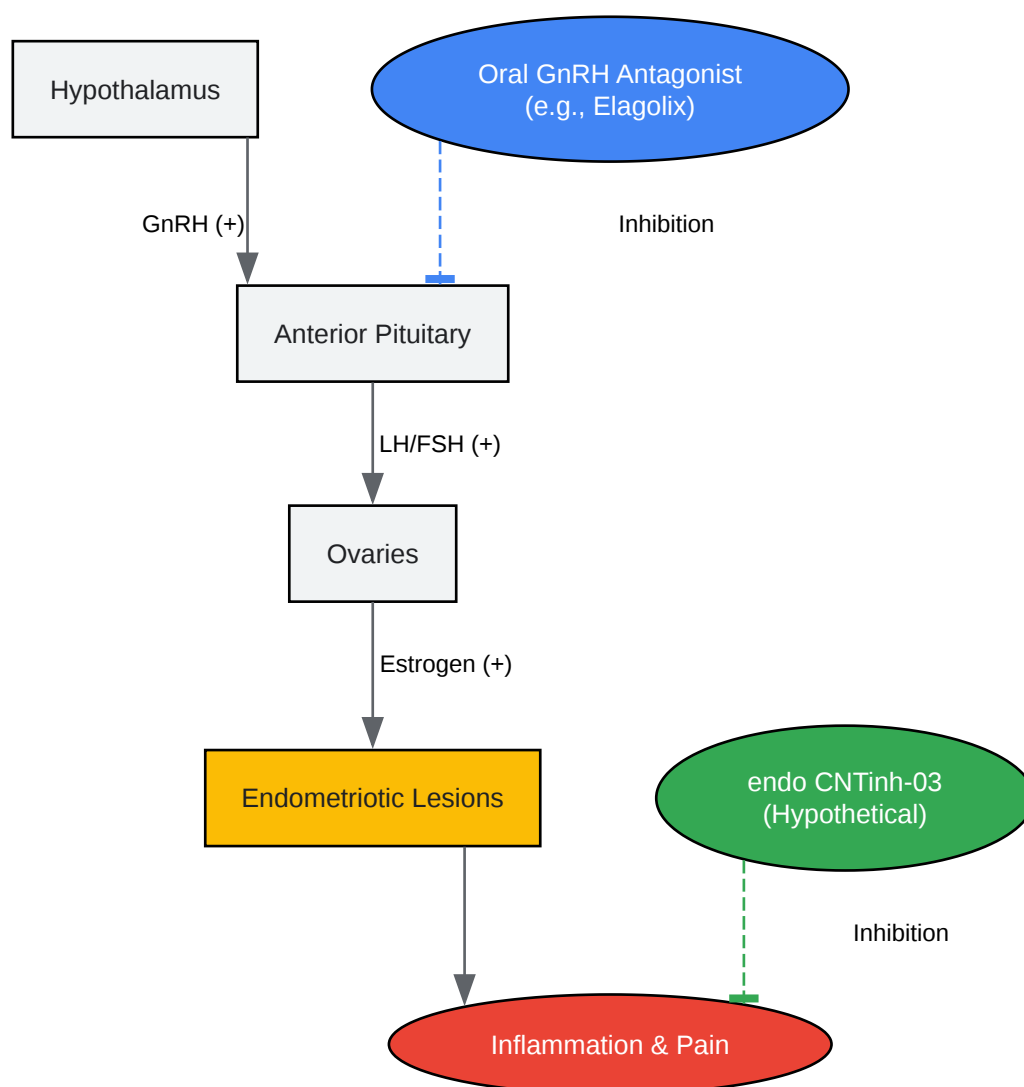 Hypothalamus
Oral GnRH Antagonist
(e.g., Elagolix)
GnRH (+)
Inhibition
Anterior Pituitary
LH/FSH (+)
Ovaries
Estrogen (+)
Endometriotic Lesions
endo CNTinh-03
(Hypothetical)
Inhibition
Inflammation & Pain